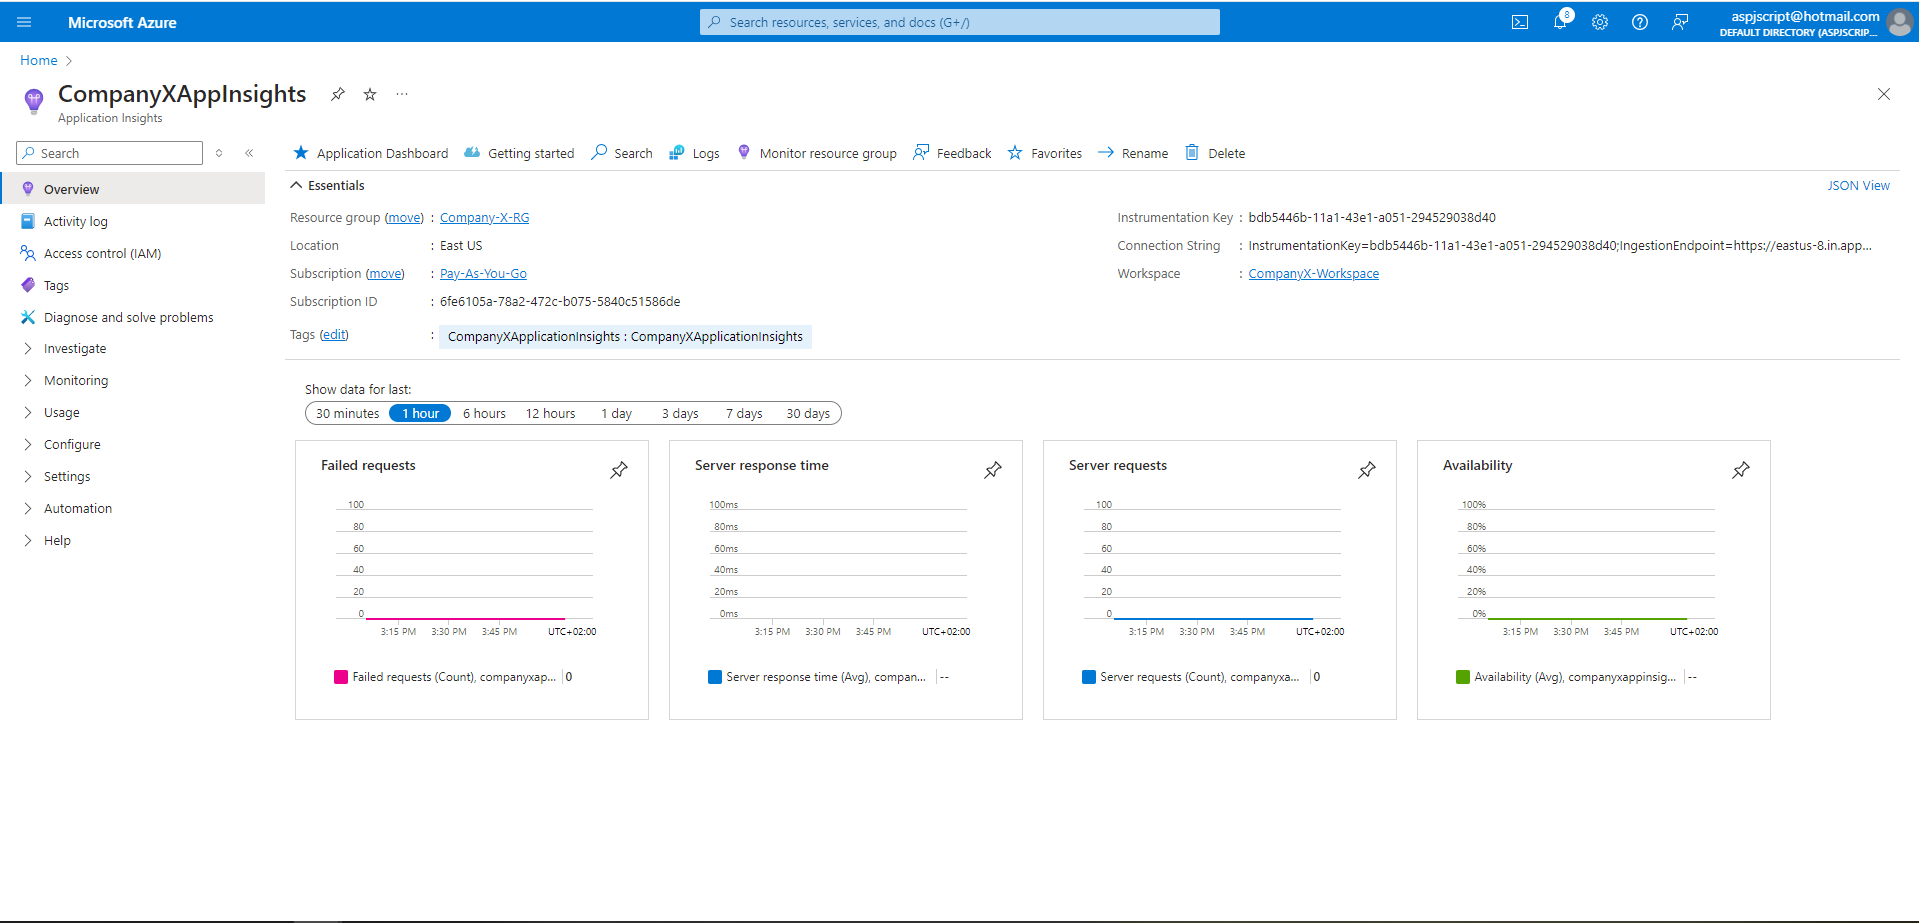 Microsoft Azure
Search resources, services, and docs (G+/)
8
aspjscript@hotmail.com
DEFAULT DIRECTORY (ASPJSCRIP...
Home
CompanyXAppInsights
...
Application Insights
Search
Application Dashboard
Getting started
Search
Logs
Monitor resource group
Feedback
Favorites
Rename
Delete
Overview
Activity log
Access control (IAM)
Tags
Diagnose and solve problems
Investigate
Monitoring
Usage
Configure
Settings
Automation
Help
Essentials
JSON View
Resource group (move) : Company-X-RG
Location : East US
Subscription (move) : Pay-As-You-Go
Subscription ID : 6fe6105a-78a2-472c-b075-5840c51586de
Tags (edit) : CompanyXApplicationInsights : CompanyXApplicationInsights
Instrumentation Key : bdb5446b-11a1-43e1-a051-294529038d40
Connection String : InstrumentationKey=bdb5446b-11a1-43e1-a051-294529038d40;IngestionEndpoint=https://eastus-8.in.app...
Workspace : CompanyX-Workspace
Show data for last:
30 minutes 1 hour 6 hours 12 hours 1 day 3 days 7 days 30 days
Failed requests
100
80
60
40
20
0
3:15 PM 3:30 PM 3:45 PM UTC+02:00
Failed requests (Count), companyxap... 0
Server response time
100ms
80ms
60ms
40ms
20ms
0ms
3:15 PM 3:30 PM 3:45 PM UTC+02:00
Server response time (Avg), compan... --
Server requests
100
80
60
40
20
0
3:15 PM 3:30 PM 3:45 PM UTC+02:00
Server requests (Count), companyxa... 0
Availability
100%
80%
60%
40%
20%
0%
3:15 PM 3:30 PM 3:45 PM UTC+02:00
Availability (Avg), companyxappinsig... --